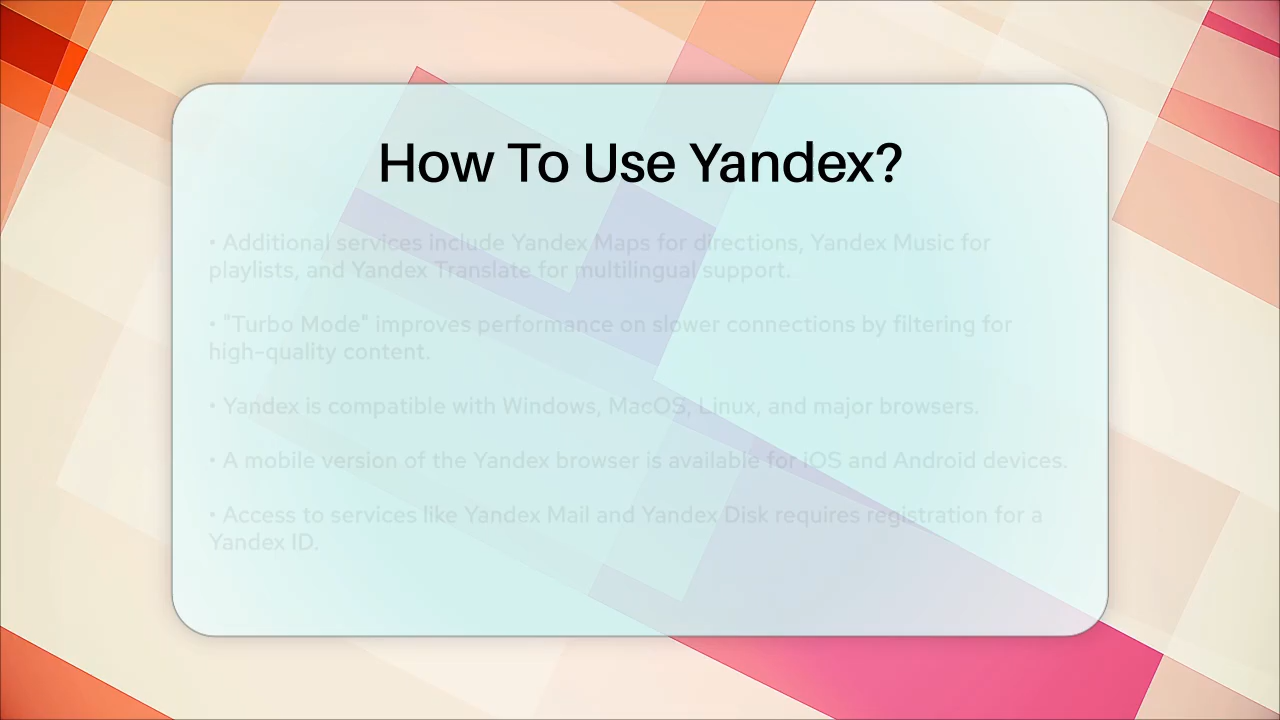 How To Use Yandex?
• Additional services include Yandex Maps for directions, Yandex Music for
playlists, and Yandex Translate for multilingual support.
• "Turbo Mode" improves performance on slower connections by filtering for
high-quality content.
• Yandex is compatible with Windows, MacOS, Linux, and major browsers.
• A mobile version of the Yandex browser is available for iOS and Android devices.
• Access to services like Yandex Mail and Yandex Disk requires registration for a
Yandex ID.